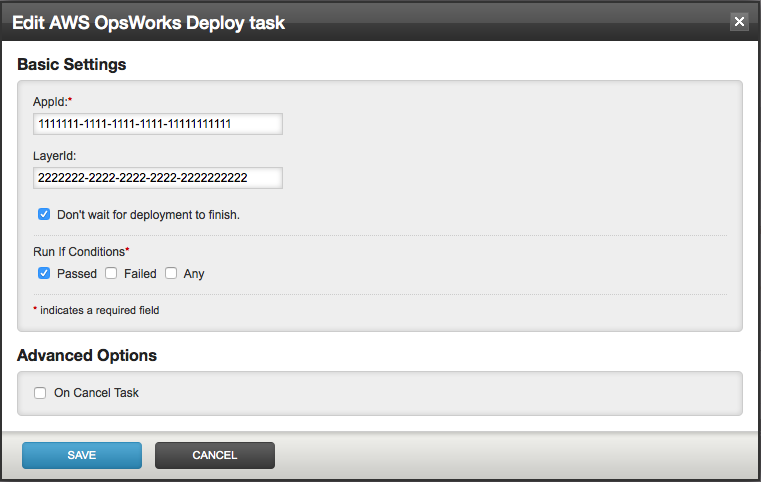 Edit AWS OpsWorks Deploy task
Basic Settings
AppId:*
1111111-1111-1111-1111-11111111111
LayerId:
2222222-2222-2222-2222-2222222222
Don't wait for deployment to finish.
Run If Conditions*
Passed Failed Any
* indicates a required field
Advanced Options
On Cancel Task
SAVE CANCEL